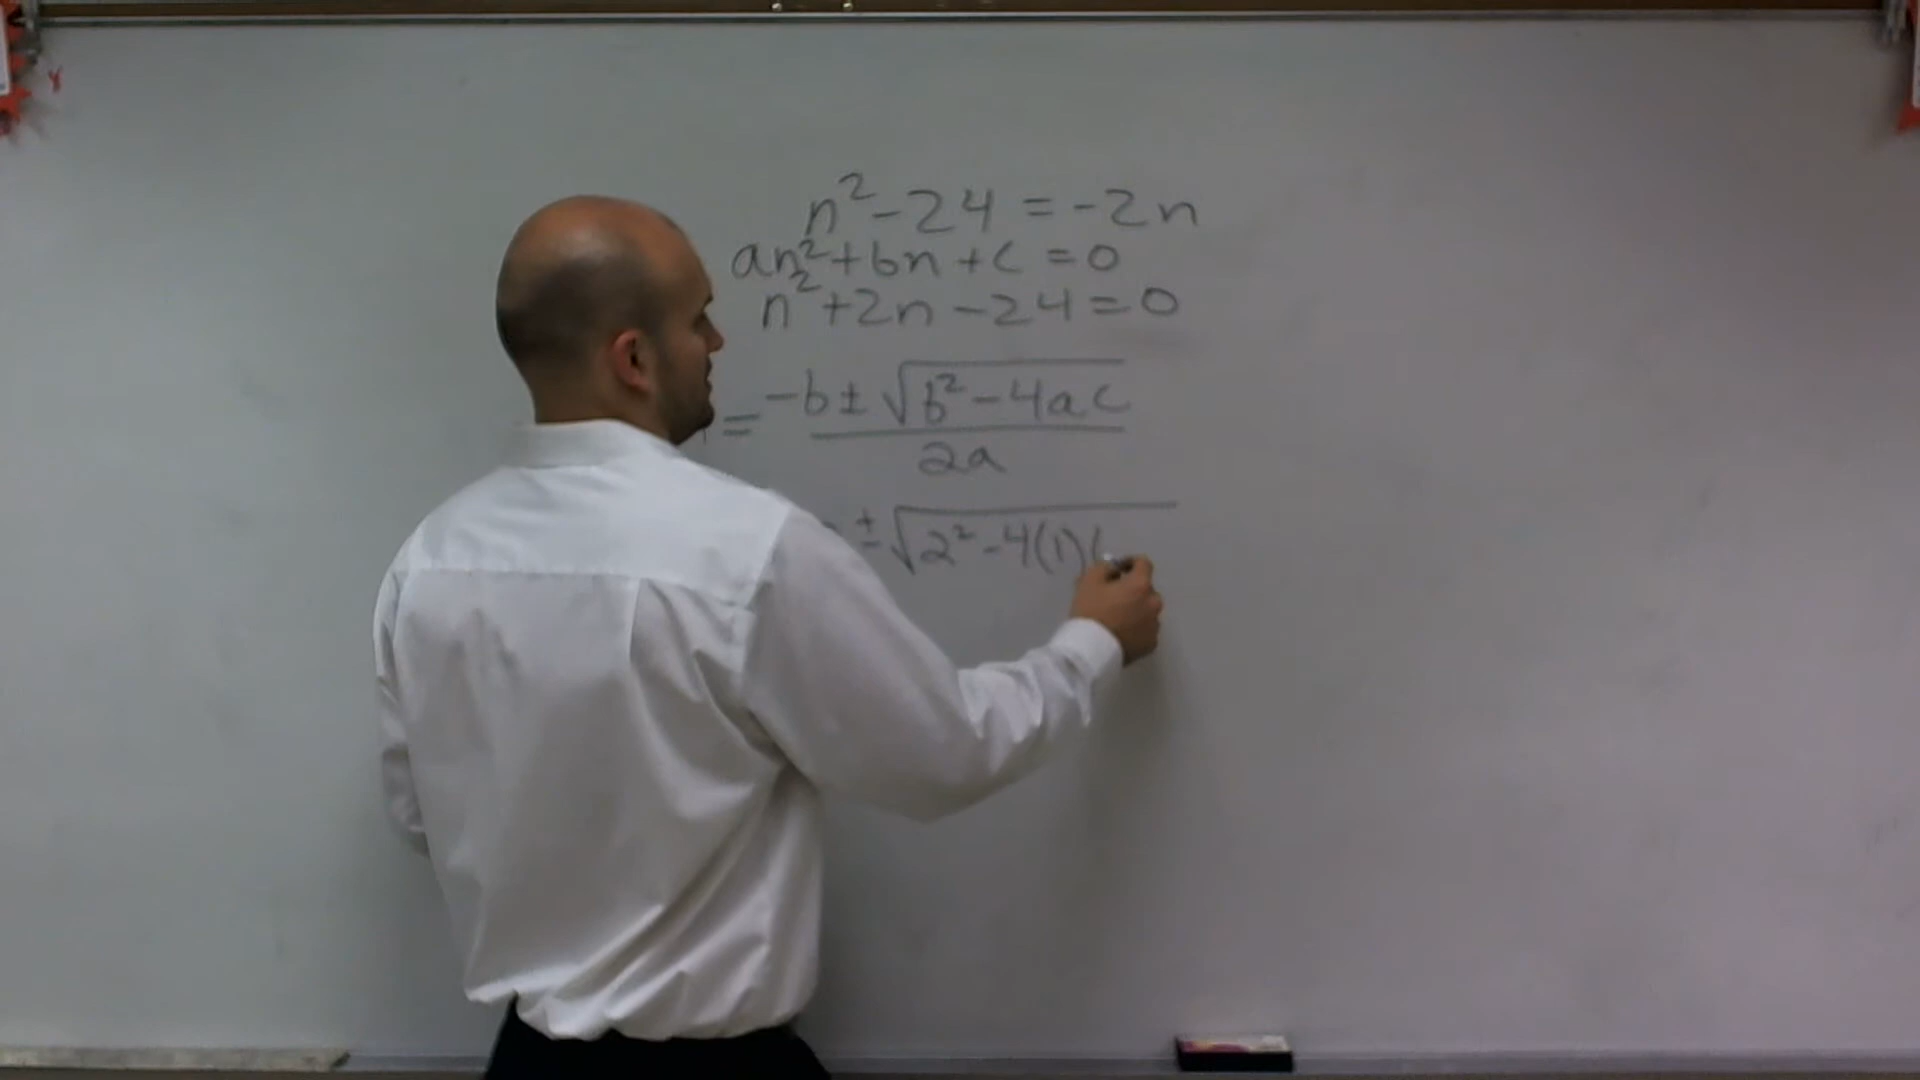 n² - 24 = -2n
an² + bn + c = 0
n² + 2n - 24 = 0
= -b ± √b² - 4ac
2a
± √2² - 4(1)(